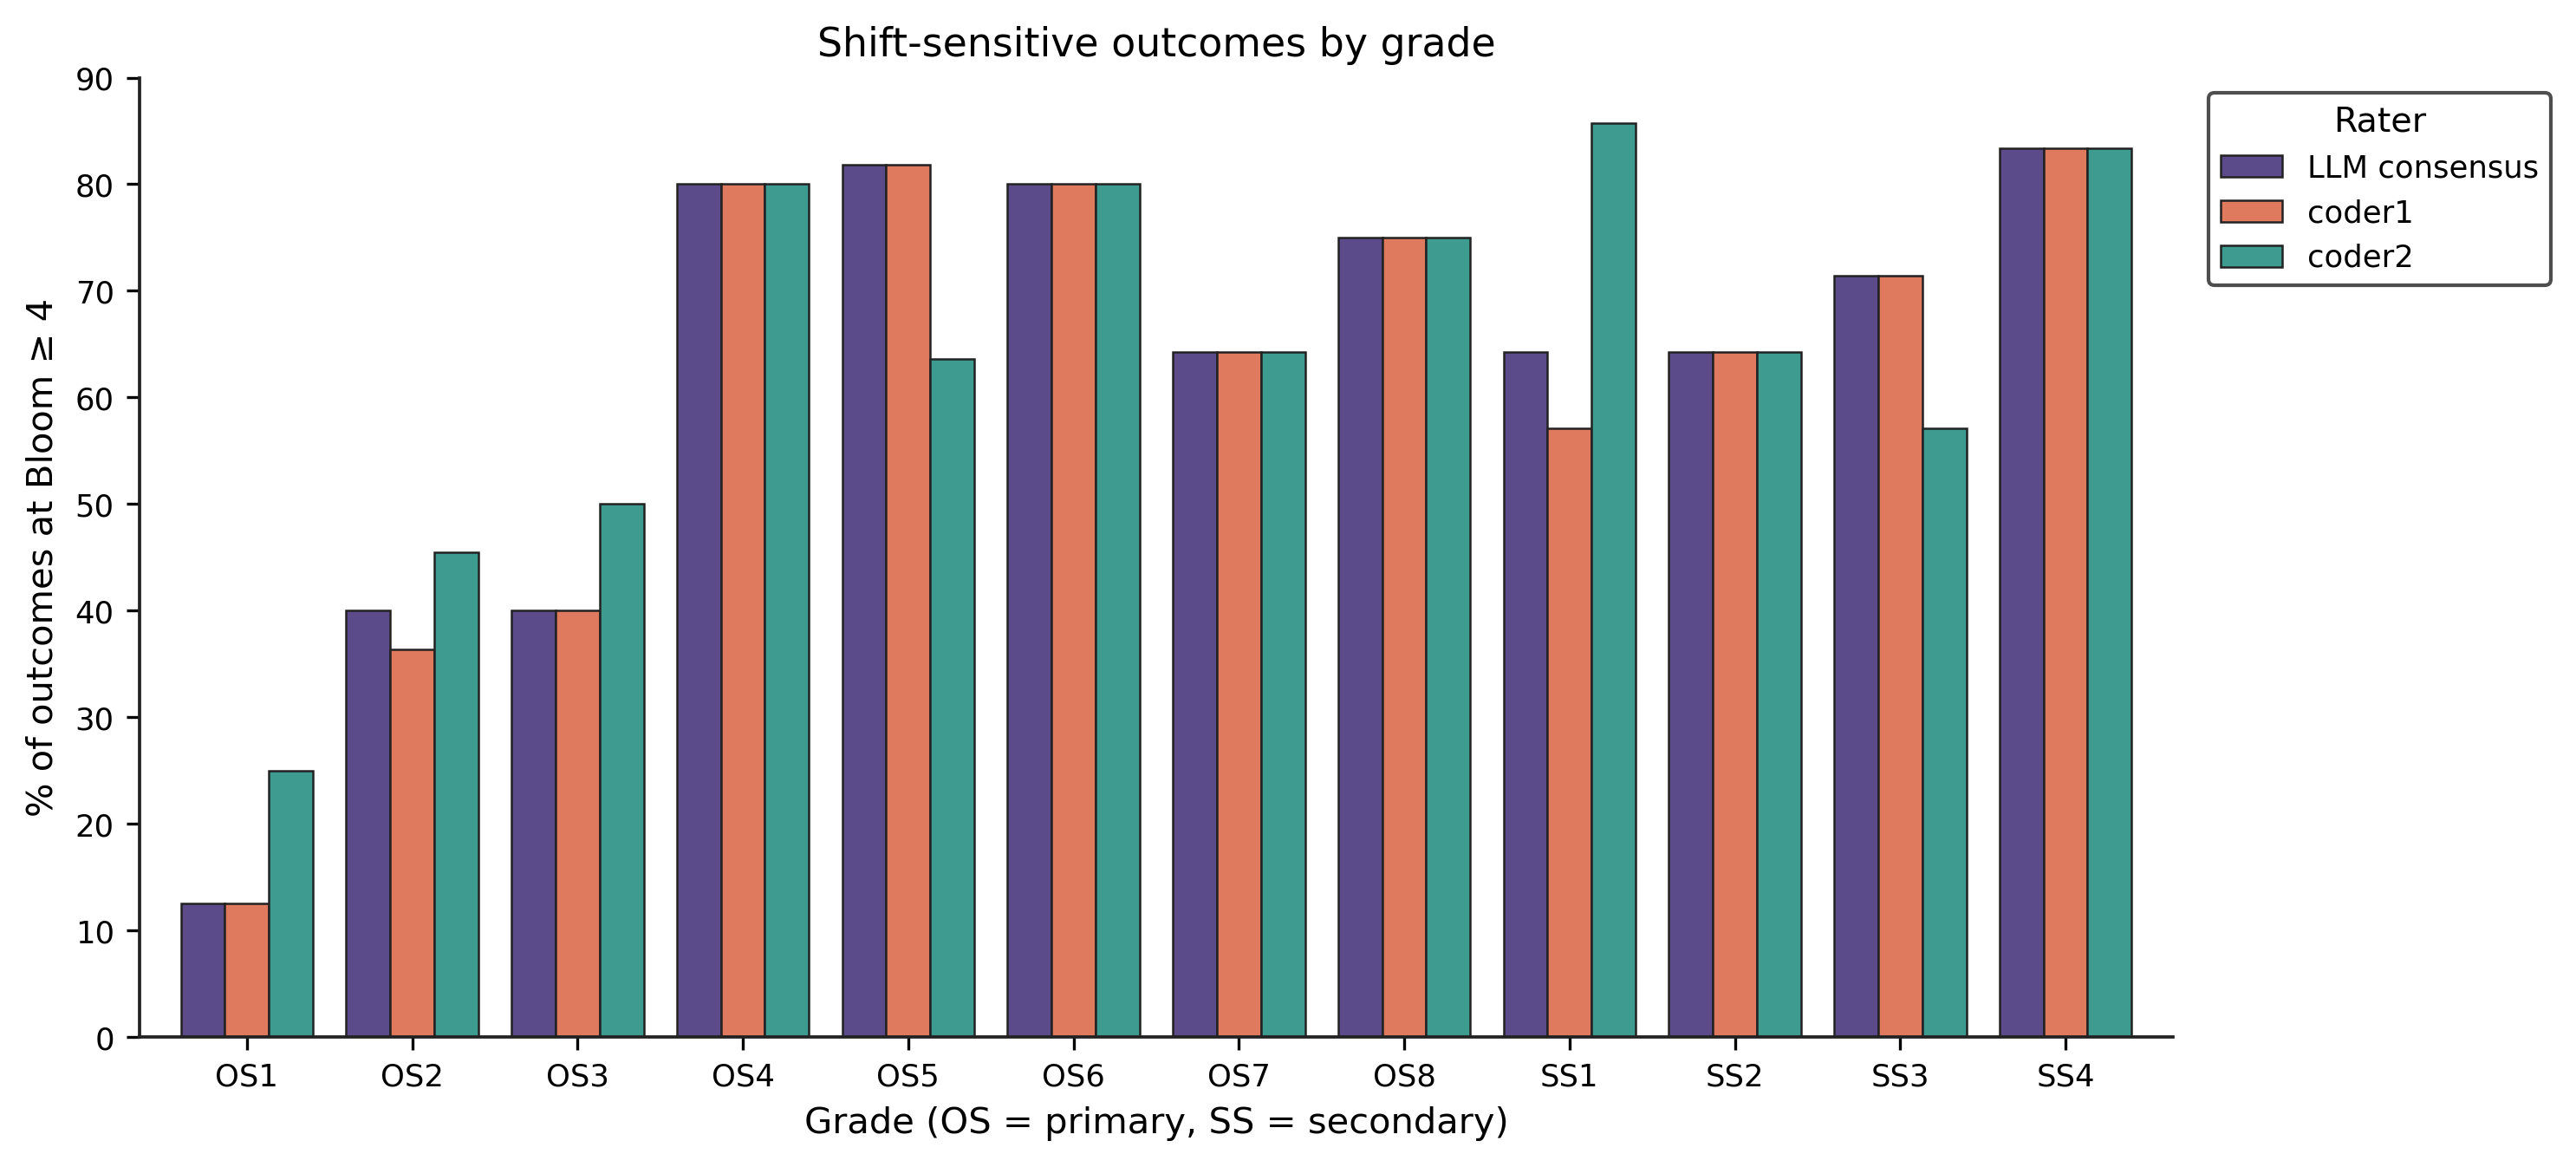 Shift-sensitive outcomes by grade
% of outcomes at Bloom ≥ 4
90
80
70
60
50
40
30
20
10
0
OS1 OS2 OS3 OS4 OS5 OS6 OS7 OS8 SS1 SS2 SS3 SS4
Grade (OS = primary, SS = secondary)
Rater
LLM consensus
coder1
coder2